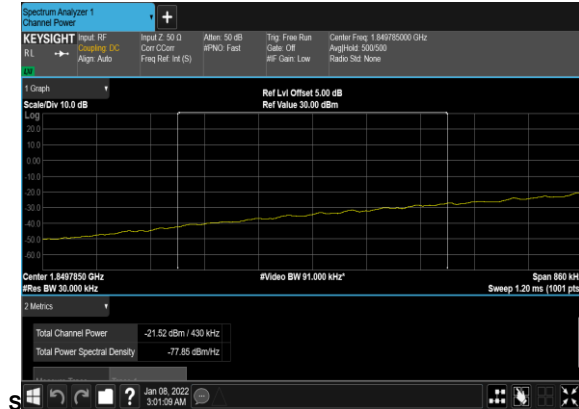 Spectrum Analyzer 1
Channel Power
KEYSIGHT
RL
Input: RF
Coupling: DC
Align: Auto
Input Z: 50 Ω
Corr CCorr
Freq Ref: Int (S)
Atten: 50 dB
#PNO: Fast
Trig: Free Run
Gate: Off
#IF Gain: Low
Center Freq: 1.849785000 GHz
Avg|Hold: 500/500
Radio Std: None
1 Graph
Scale/Div 10.0 dB
Ref Lvl Offset 5.00 dB
Ref Value 30.00 dBm
Log
20.0
10.0
0.00
-10.0
-20.0
-30.0
-40.0
-50.0
-60.0
Center 1.8497850 GHz
#Res BW 30.000 kHz
#Video BW 91.000 kHz*
Span 860 kH
Sweep 1.20 ms (1001 pts
2 Metrics
Total Channel Power -21.52 dBm / 430 kHz
Total Power Spectral Density -77.85 dBm/Hz
s
?
Jan 08, 2022
3:01:09 AM